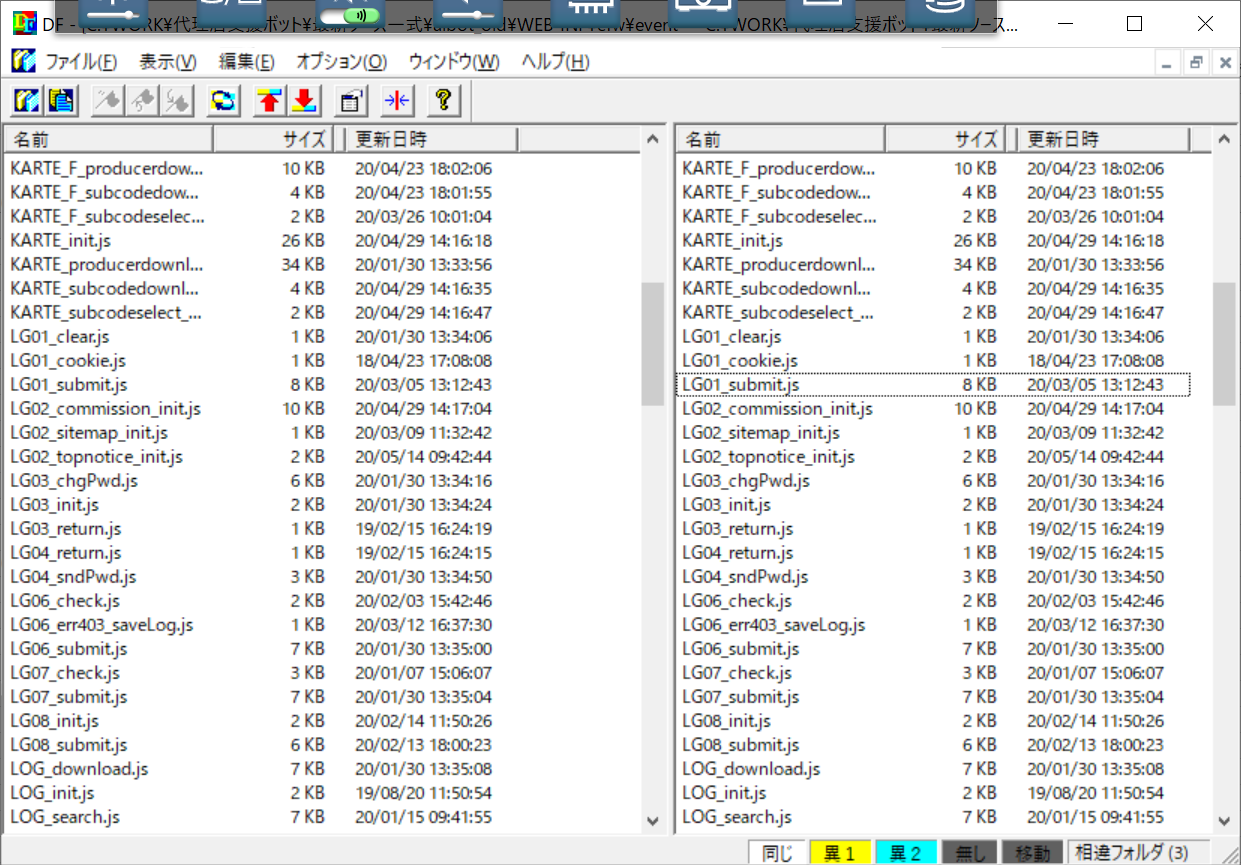 ファイル(F) 表示(V) 編集(E) オプション(O) ウィンドウ(W) ヘルプ(H)
名前 サイズ 更新日時 名前 サイズ 更新日時
KARTE_F_producerdow... 10 KB 20/04/23 18:02:06 KARTE_F_producerdow... 10 KB 20/04/23 18:02:06
KARTE_F_subcodedow... 4 KB 20/04/23 18:01:55 KARTE_F_subcodedow... 4 KB 20/04/23 18:01:55
KARTE_F_subcodeselec... 2 KB 20/03/26 10:01:04 KARTE_F_subcodeselec... 2 KB 20/03/26 10:01:04
KARTE_init.js 26 KB 20/04/29 14:16:18 KARTE_init.js 26 KB 20/04/29 14:16:18
KARTE_producerdownl... 34 KB 20/01/30 13:33:56 KARTE_producerdownl... 34 KB 20/01/30 13:33:56
KARTE_subcodedownl... 4 KB 20/04/29 14:16:35 KARTE_subcodedownl... 4 KB 20/04/29 14:16:35
KARTE_subcodeselect_... 2 KB 20/04/29 14:16:47 KARTE_subcodeselect_... 2 KB 20/04/29 14:16:47
LG01_clear.js 1 KB 20/01/30 13:34:06 LG01_clear.js 1 KB 20/01/30 13:34:06
LG01_cookie.js 1 KB 18/04/23 17:08:08 LG01_cookie.js 1 KB 18/04/23 17:08:08
LG01_submit.js 8 KB 20/03/05 13:12:43 LG01_submit.js 8 KB 20/03/05 13:12:43
LG02_commission_init.js 10 KB 20/04/29 14:17:04 LG02_commission_init.js 10 KB 20/04/29 14:17:04
LG02_sitemap_init.js 1 KB 20/03/09 11:32:42 LG02_sitemap_init.js 1 KB 20/03/09 11:32:42
LG02_topnotice_init.js 2 KB 20/05/14 09:42:44 LG02_topnotice_init.js 2 KB 20/05/14 09:42:44
LG03_chgPwd.js 6 KB 20/01/30 13:34:16 LG03_chgPwd.js 6 KB 20/01/30 13:34:16
LG03_init.js 2 KB 20/01/30 13:34:24 LG03_init.js 2 KB 20/01/30 13:34:24
LG03_return.js 1 KB 19/02/15 16:24:19 LG03_return.js 1 KB 19/02/15 16:24:19
LG04_return.js 1 KB 19/02/15 16:24:15 LG04_return.js 1 KB 19/02/15 16:24:15
LG04_sndPwd.js 3 KB 20/01/30 13:34:50 LG04_sndPwd.js 3 KB 20/01/30 13:34:50
LG06_check.js 2 KB 20/02/03 15:42:46 LG06_check.js 2 KB 20/02/03 15:42:46
LG06_err403_saveLog.js 1 KB 20/03/12 16:37:30 LG06_err403_saveLog.js 1 KB 20/03/12 16:37:30
LG06_submit.js 7 KB 20/01/30 13:35:00 LG06_submit.js 7 KB 20/01/30 13:35:00
LG07_check.js 3 KB 20/01/07 15:06:07 LG07_check.js 3 KB 20/01/07 15:06:07
LG07_submit.js 7 KB 20/01/30 13:35:04 LG07_submit.js 7 KB 20/01/30 13:35:04
LG08_init.js 2 KB 20/02/14 11:50:26 LG08_init.js 2 KB 20/02/14 11:50:26
LG08_submit.js 6 KB 20/02/13 18:00:23 LG08_submit.js 6 KB 20/02/13 18:00:23
LOG_download.js 7 KB 20/01/30 13:35:08 LOG_download.js 7 KB 20/01/30 13:35:08
LOG_init.js 2 KB 19/08/20 11:50:54 LOG_init.js 2 KB 19/08/20 11:50:54
LOG_search.js 7 KB 20/01/15 09:41:55 LOG_search.js 7 KB 20/01/15 09:41:55
同じ 異 1 異 2 無し 移動 相違フォルダ (3)